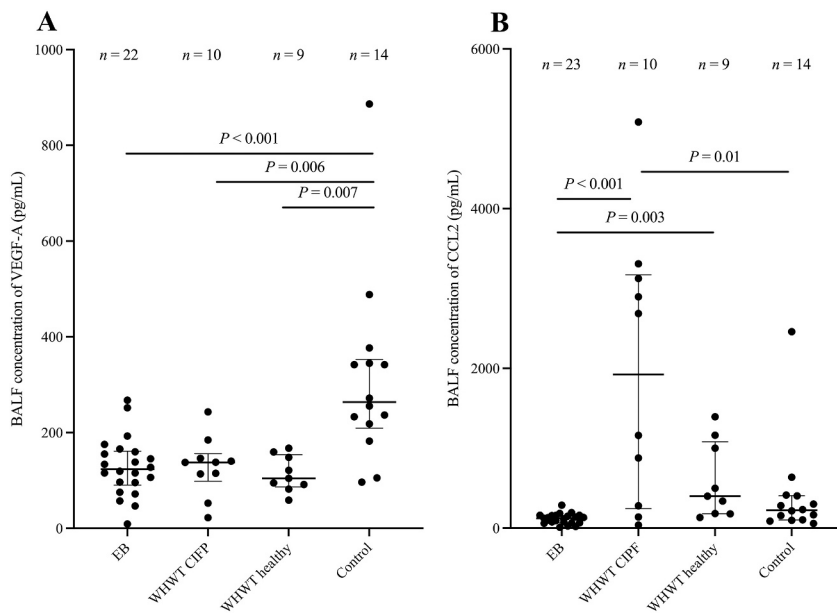 A
n = 22 n = 10 n = 9 n = 14
P < 0.001
P = 0.006
P = 0.007
BALF concentration of VEGF-A (pg/mL)
1000
800
600
400
200
0
EB
WHWT CIFP
WHWT healthy
Control
B
n = 23 n = 10 n = 9 n = 14
P = 0.01
P < 0.001
P = 0.003
BALF concentration of CCL2 (pg/mL)
6000
4000
2000
0
EB
WHWT CIPF
WHWT healthy
Control